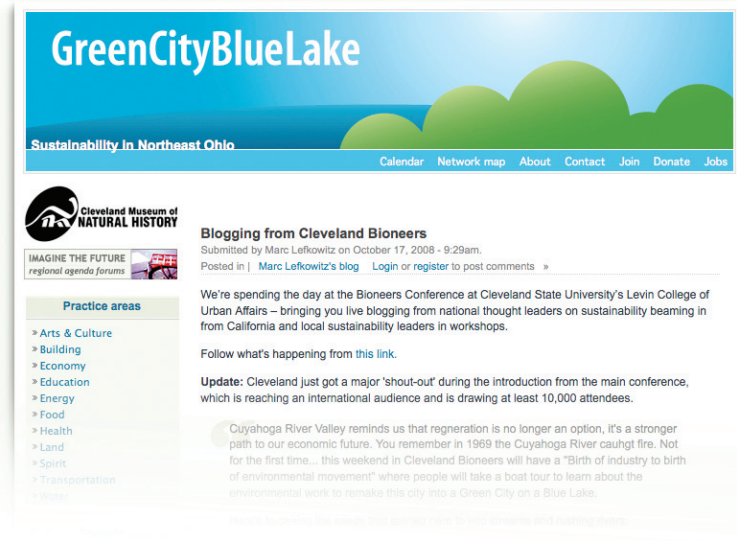 GreenCityBlueLake
Sustainability in Northeast Ohio
Calendar Network map About Contact Join Donate Jobs
Cleveland Museum of
NATURAL HISTORY
IMAGINE THE FUTURE
regional agenda forums
Practice areas
» Arts & Culture
» Building
» Economy
» Education
» Energy
» Food
» Health
» Land
» Spirit
» Transportation
» Water
Blogging from Cleveland Bioneers
Submitted by Marc Lefkowitz on October 17, 2008 - 9:29am.
Posted in | Marc Lefkowitz's blog Login or register to post comments »
We're spending the day at the Bioneers Conference at Cleveland State University's Levin College of
Urban Affairs – bringing you live blogging from national thought leaders on sustainability beaming in
from California and local sustainability leaders in workshops.
Follow what's happening from this link.
Update: Cleveland just got a major 'shout-out' during the introduction from the main conference,
which is reaching an international audience and is drawing at least 10,000 attendees.
Cuyahoga River Valley reminds us that regneration is no longer an option, it's a stronger
path to our economic future. You remember in 1969 the Cuyahoga River cauhgt fire. Not
for the first time... this weekend in Cleveland Bioneers will have a "Birth of industry to birth
of environmental movement" where people will take a boat tour to learn about the
environmental work to remake this city into a Green City on a Blue Lake.